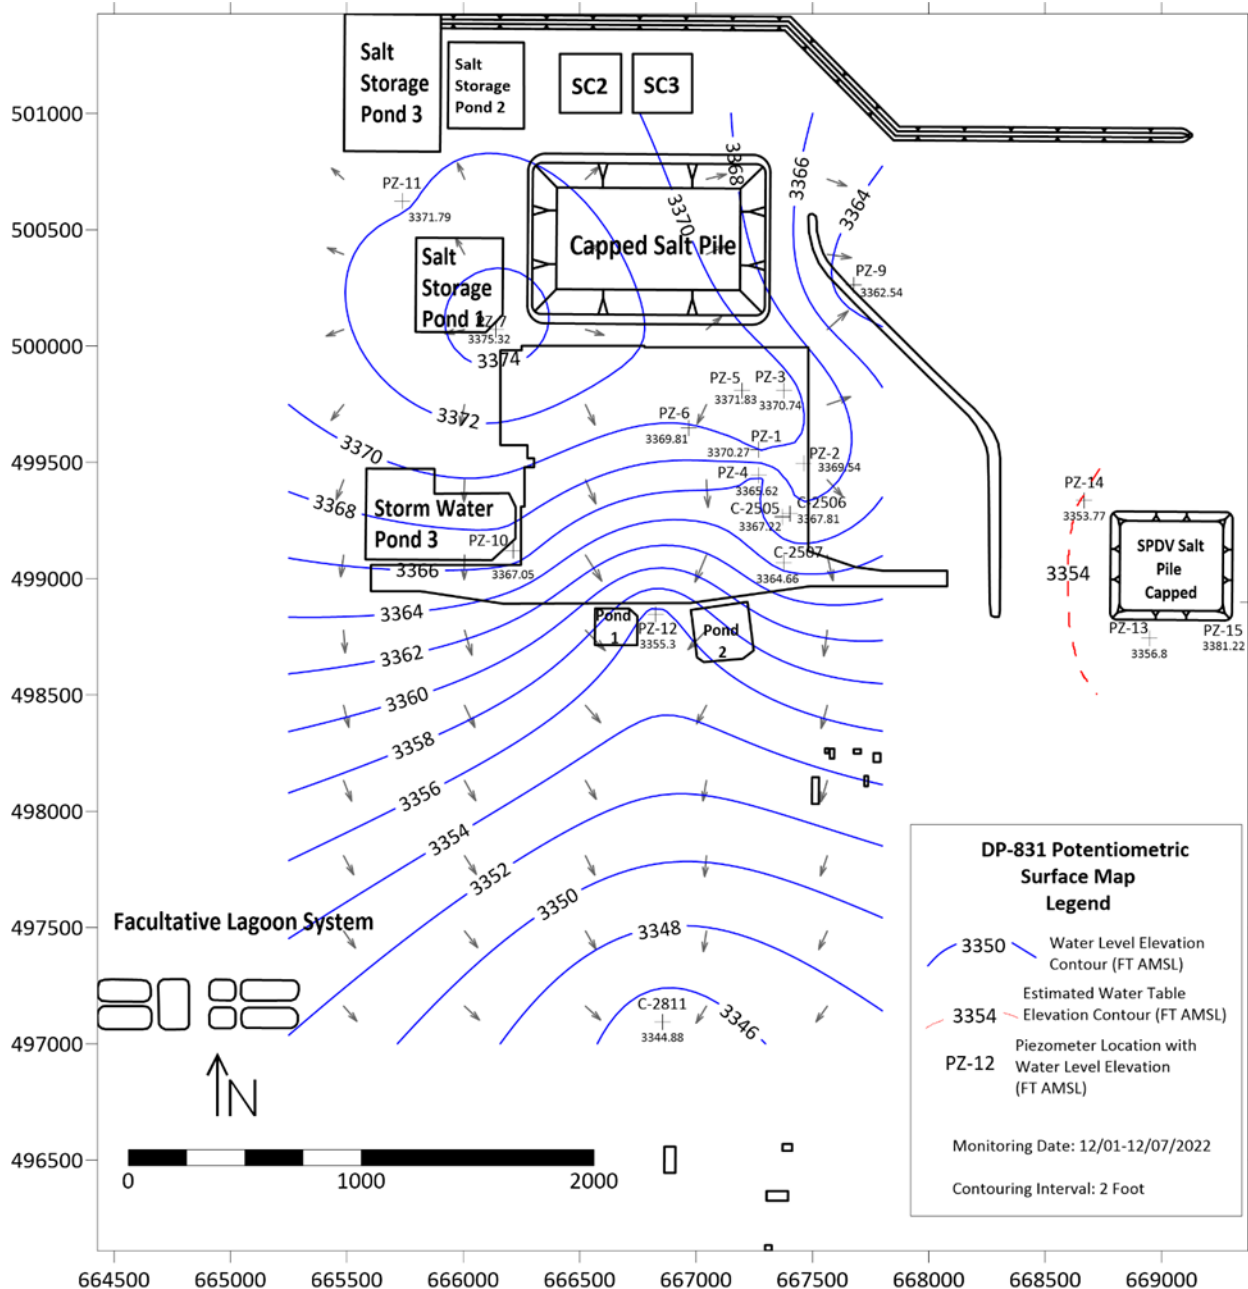 Salt
Storage
Pond 3
Salt
Storage
Pond 2
SC2
SC3
501000
3368
3366
PZ-11
3371.79
3364
3370
500500
Capped Salt Pile
Salt
Storage
Pond 1
PZ-7
3375.32
PZ-9
3362.54
500000
3374
PZ-5
3371.83
PZ-3
3370.74
3372
PZ-6
3369.81
PZ-1
3370.27
3370
499500
PZ-2
3369.54
PZ-4
3365.62
PZ-14
3353.77
3368
Storm Water
Pond 3
C-2505
3367.22
C-2506
3367.81
PZ-10
3367.05
C-2507
3364.66
SPDV Salt
Pile
Capped
499000
3366
3354
3364
Pond
1
PZ-12
3355.3
Pond
2
PZ-13
3356.8
PZ-15
3381.22
3362
498500
3360
3358
498000
3356
3354
3352
3350
3348
497500
Facultative Lagoon System
497000
C-2811
3344.88
3346
N
496500
0
1000
2000
DP-831 Potentiometric
Surface Map
Legend
3350
Water Level Elevation
Contour (FT AMSL)
3354
Estimated Water Table
Elevation Contour (FT AMSL)
PZ-12
Piezometer Location with
Water Level Elevation
(FT AMSL)
Monitoring Date: 12/01-12/07/2022
Contouring Interval: 2 Foot
664500 665000 665500 666000 666500 667000 667500 668000 668500 669000